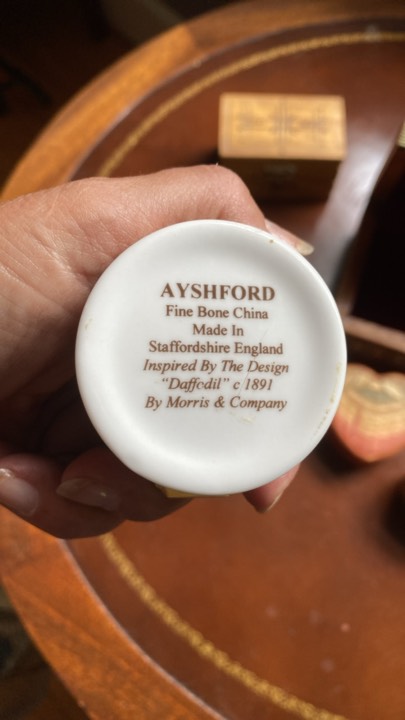 AYSHFORD
Fine Bone China
Made In
Staffordshire England
Inspired By The Design
"Daffodil" c 1891
By Morris & Company